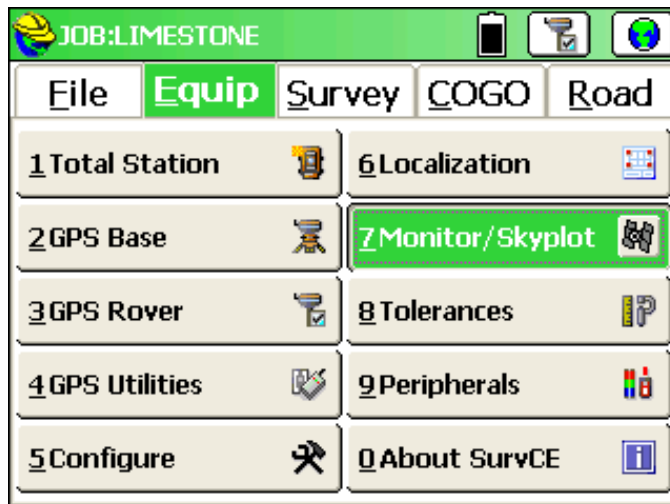 JOB:LIMESTONE
File Equip Survey COGO Road
1 Total Station
6 Localization
2 GPS Base
7 Monitor/Skyplot
3 GPS Rover
8 Tolerances
4 GPS Utilities
9 Peripherals
5 Configure
0 About SurvCE